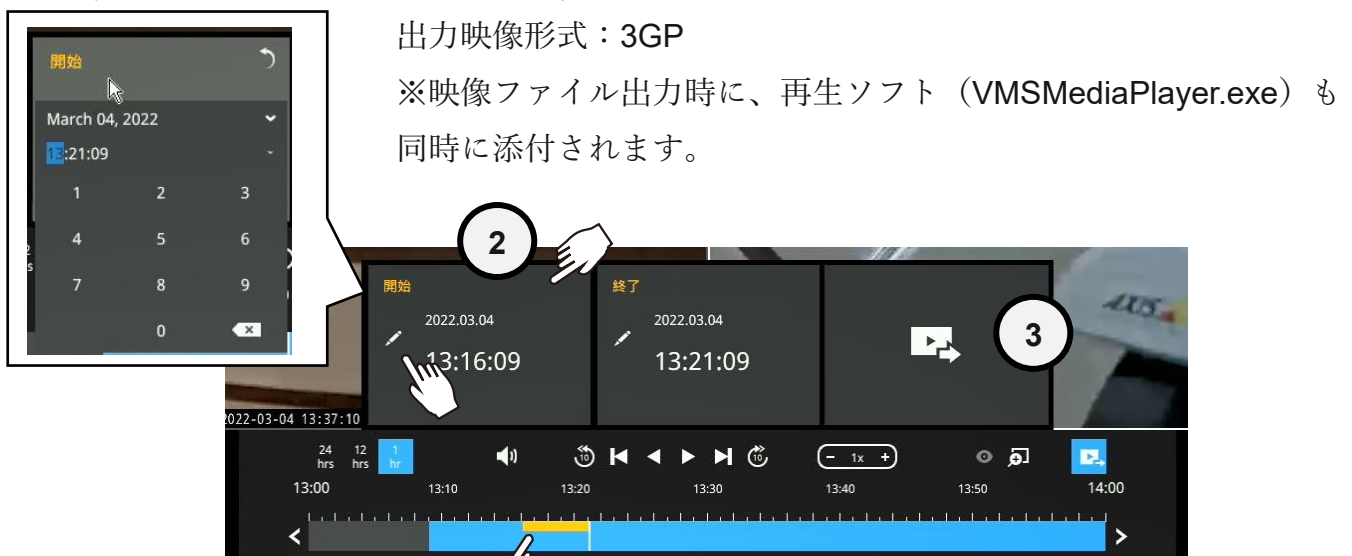 出力映像形式：3GP
※映像ファイル出力時に、再生ソフト（VMSMediaPlayer.exe）も
同時に添付されます。
開始
March 04, 2022
13:21:09
1 2 3
4 5 6
7 8 9
0
2
開始
2022.03.04
13:16:09
終了
2022.03.04
13:21:09
3
AXIS
2022-03-04 13:37:10
24 hrs
12 hrs
1 hr
10
10
- 1x +
13:00 13:10 13:20 13:30 13:40 13:50 14:00